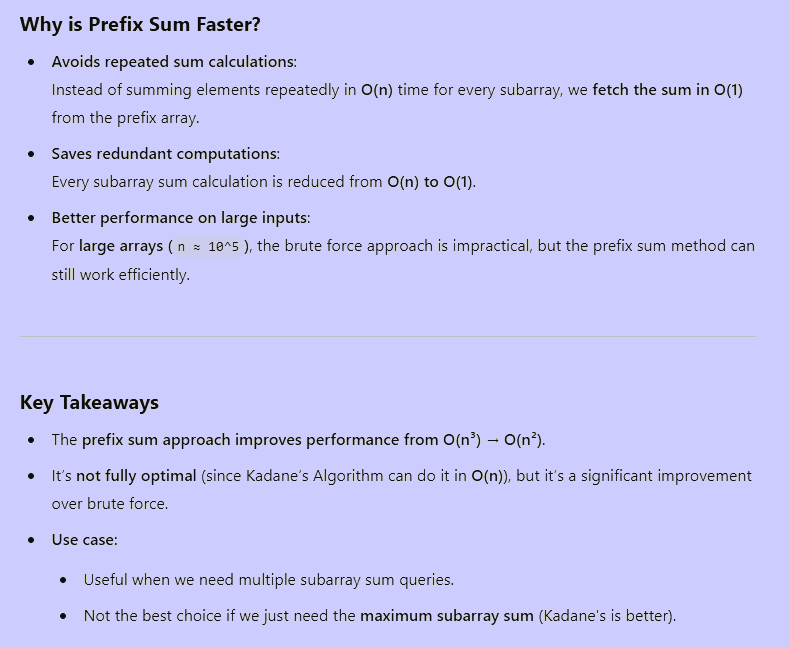 Why is Prefix Sum Faster?
• Avoids repeated sum calculations:
Instead of summing elements repeatedly in O(n) time for every subarray, we fetch the sum in O(1)
from the prefix array.
• Saves redundant computations:
Every subarray sum calculation is reduced from O(n) to O(1).
• Better performance on large inputs:
For large arrays ( n ≈ 10^5 ), the brute force approach is impractical, but the prefix sum method can
still work efficiently.
Key Takeaways
• The prefix sum approach improves performance from O(n³) → O(n²).
• It's not fully optimal (since Kadane's Algorithm can do it in O(n)), but it's a significant improvement
over brute force.
• Use case:
• Useful when we need multiple subarray sum queries.
• Not the best choice if we just need the maximum subarray sum (Kadane's is better).